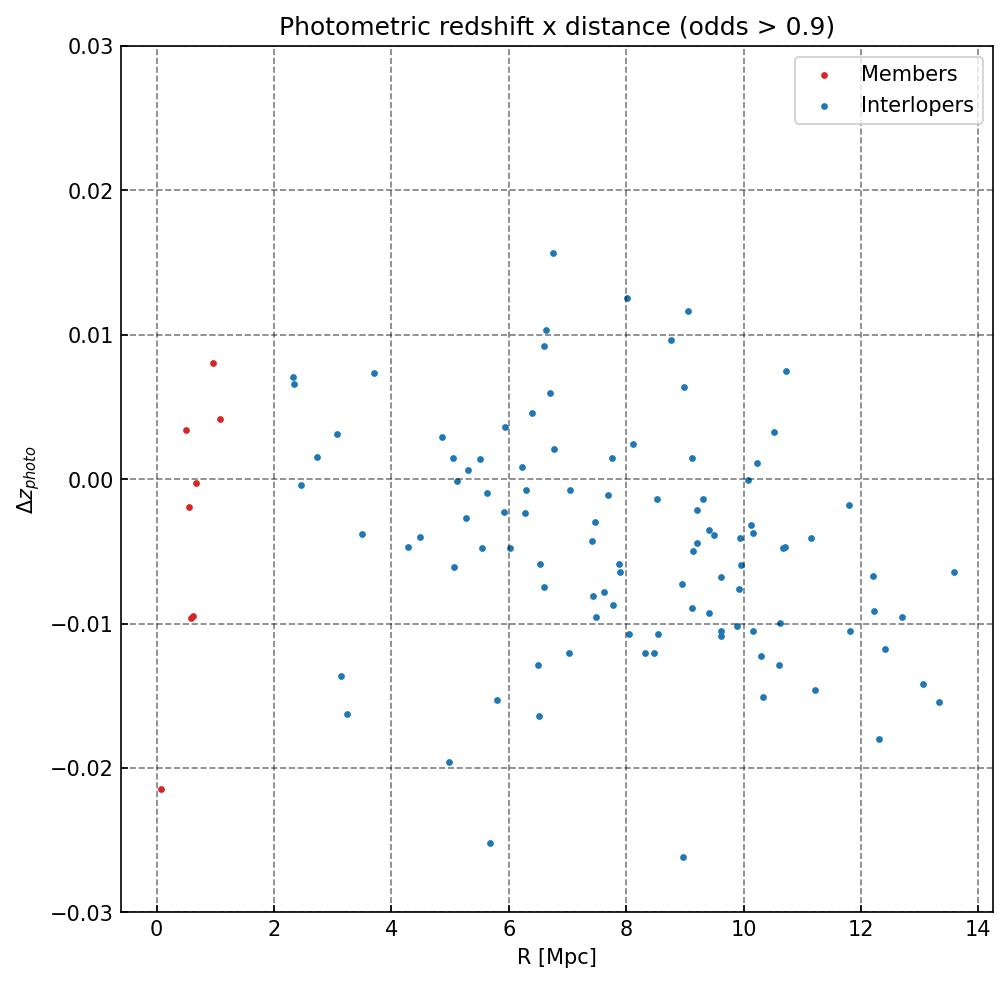 Photometric redshift x distance (odds > 0.9)
Members
Interlopers
0.03
0.02
0.01
0.00
−0.01
−0.02
−0.03
Δz_photo
0 2 4 6 8 10 12 14
R [Mpc]